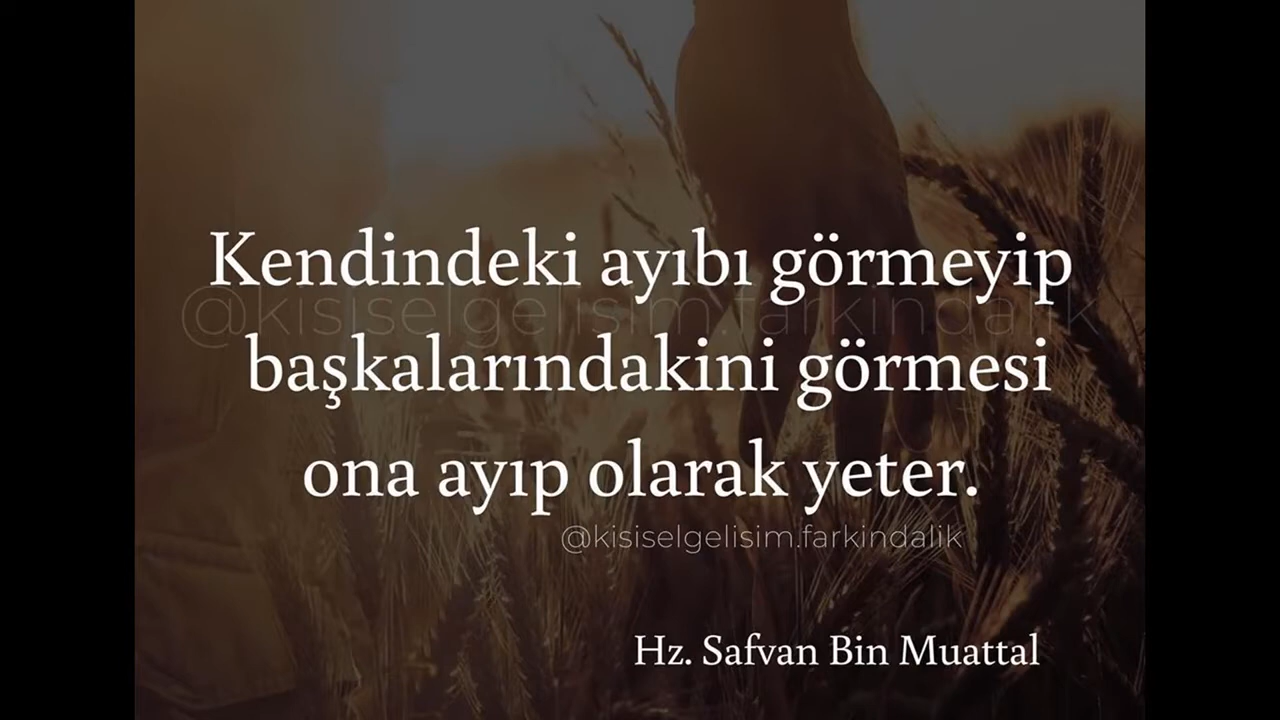 Kendindeki ayıbı görmeyip
@kisiselgelisim.farkindalik
başkalarındakini görmesi
ona ayıp olarak yeter.
@kisiselgelisim.farkindalik
Hz. Safvan Bin Muattal